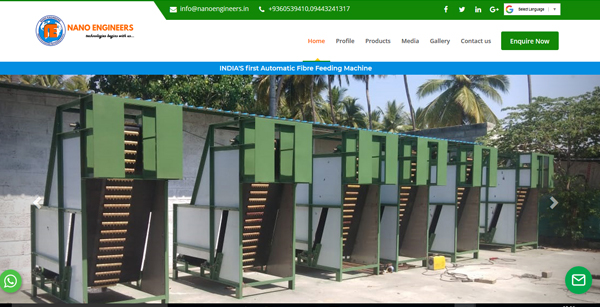 info@nanoengineers.in +9360539410,09443241317
G Select Language
NANO ENGINEERS
technologies begins with us...
Home Profile Products Media Gallery Contact us Enquire Now
INDIA'S first Automatic Fibre Feeding Machine